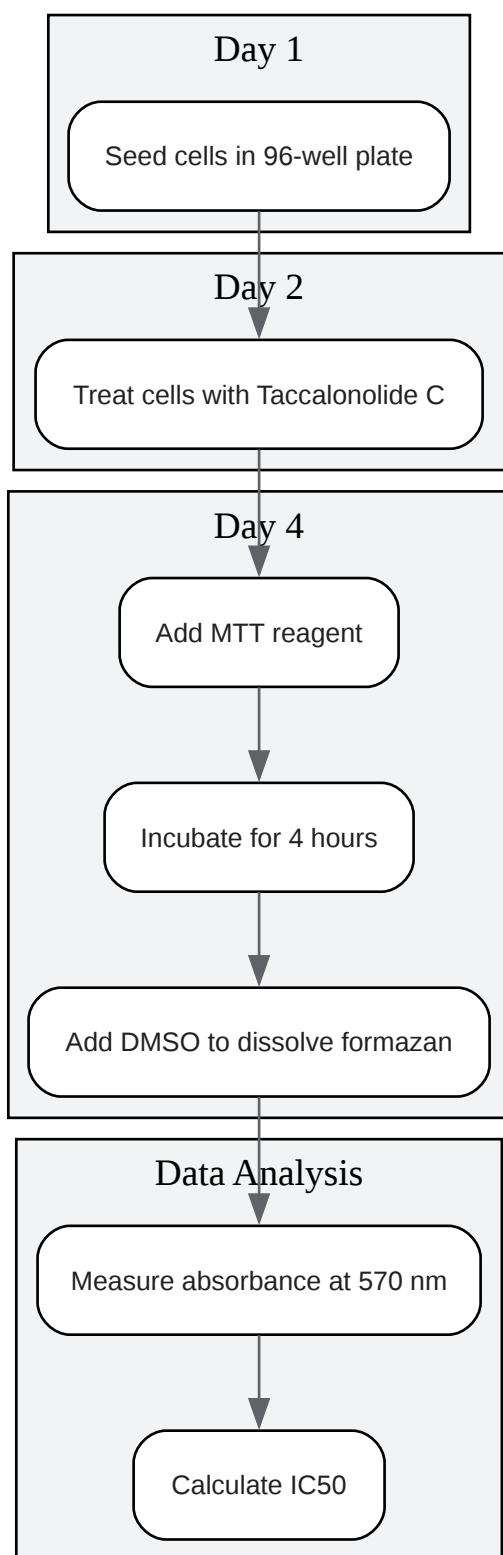 Day 1
Seed cells in 96-well plate
Day 2
Treat cells with Taccalonolide C
Day 4
Add MTT reagent
Incubate for 4 hours
Add DMSO to dissolve formazan
Data Analysis
Measure absorbance at 570 nm
Calculate IC50